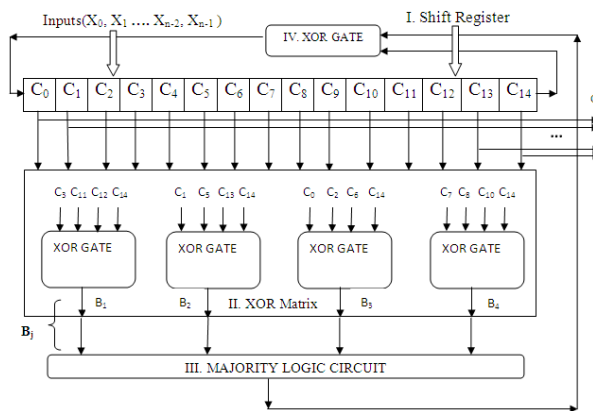 Inputs(X0, X1 .... Xn-2, Xn-1)
I. Shift Register
IV. XOR GATE
C0 C1 C2 C3 C4 C5 C6 C7 C8 C9 C10 C11 C12 C13 C14
...
C3 C11 C12 C14
C1 C5 C13 C14
C0 C2 C6 C14
C7 C8 C10 C14
XOR GATE
XOR GATE
XOR GATE
XOR GATE
B1
B2
B3
B4
II. XOR Matrix
Bj
III. MAJORITY LOGIC CIRCUIT